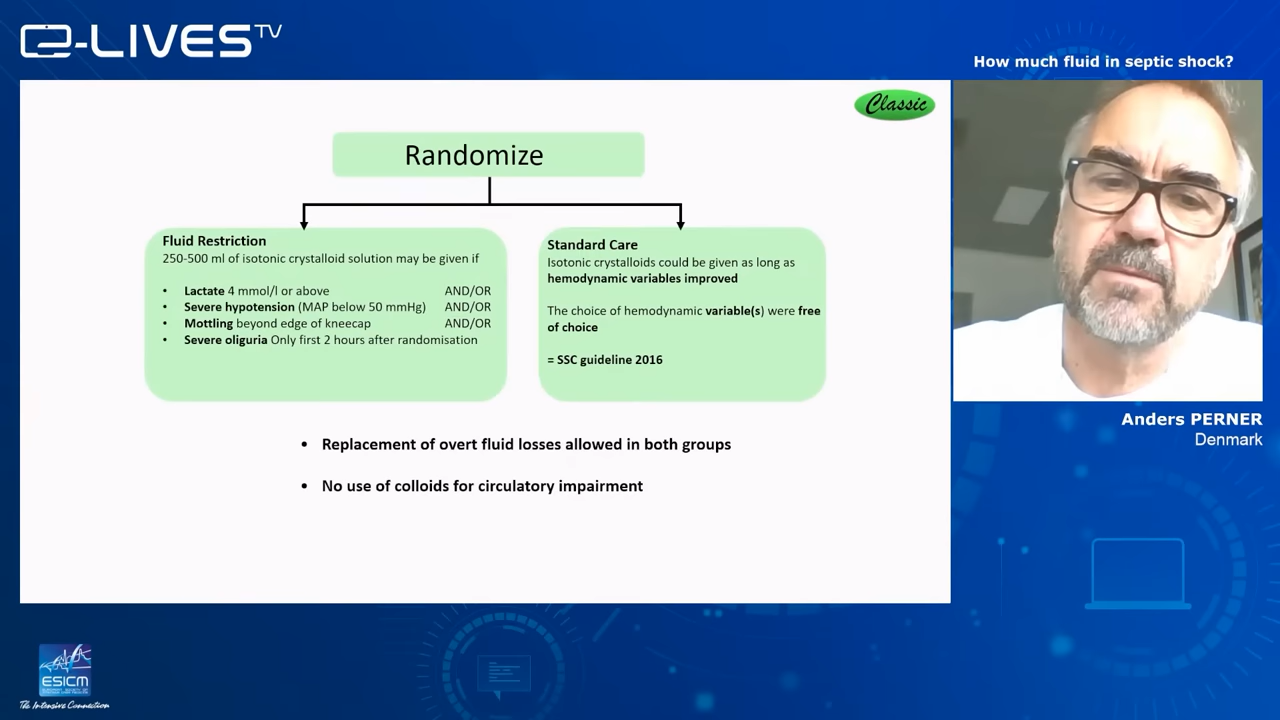 e-LIVES TV
How much fluid in septic shock?
Classic
Randomize
Fluid Restriction
250-500 ml of isotonic crystalloid solution may be given if
• Lactate 4 mmol/l or above AND/OR
• Severe hypotension (MAP below 50 mmHg) AND/OR
• Mottling beyond edge of kneecap AND/OR
• Severe oliguria Only first 2 hours after randomisation
Standard Care
Isotonic crystalloids could be given as long as
hemodynamic variables improved
The choice of hemodynamic variable(s) were free
of choice
= SSC guideline 2016
• Replacement of overt fluid losses allowed in both groups
• No use of colloids for circulatory impairment
Anders PERNER
Denmark
ESICM
The Intensive Connection